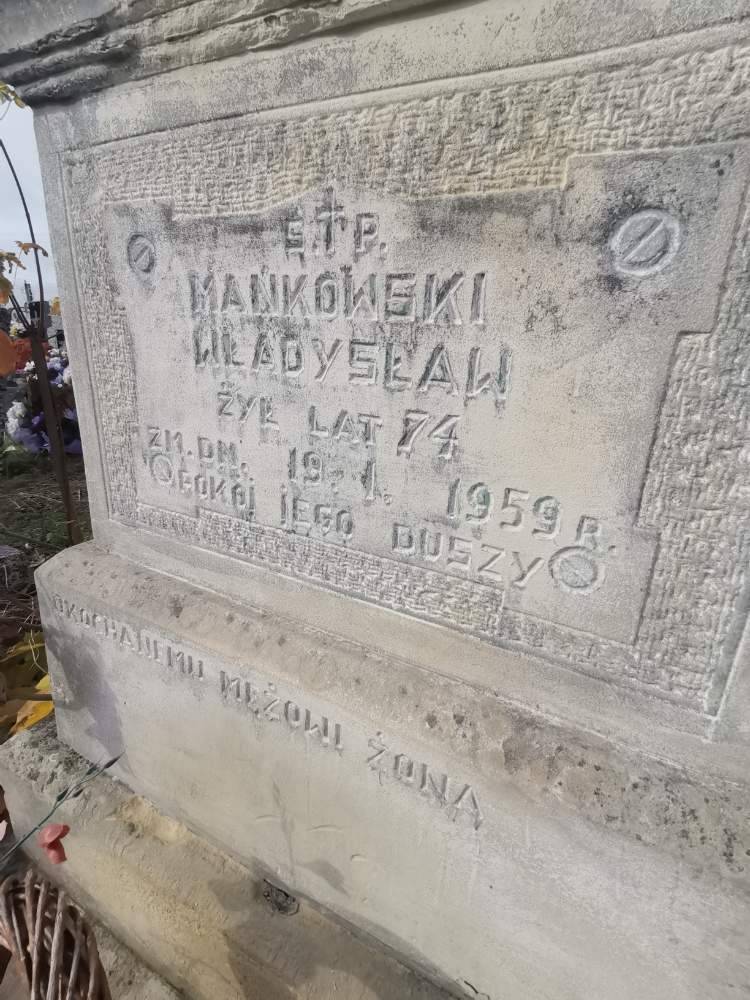 Ś.†P.
MAŃKOWSKI
WŁADYSŁAW
ŻYŁ LAT 74
ZM. DN. 19-1. 1959 R.
POKÓJ JEGO DUSZY
UKOCHANEMU MĘŻOWI ŻONA